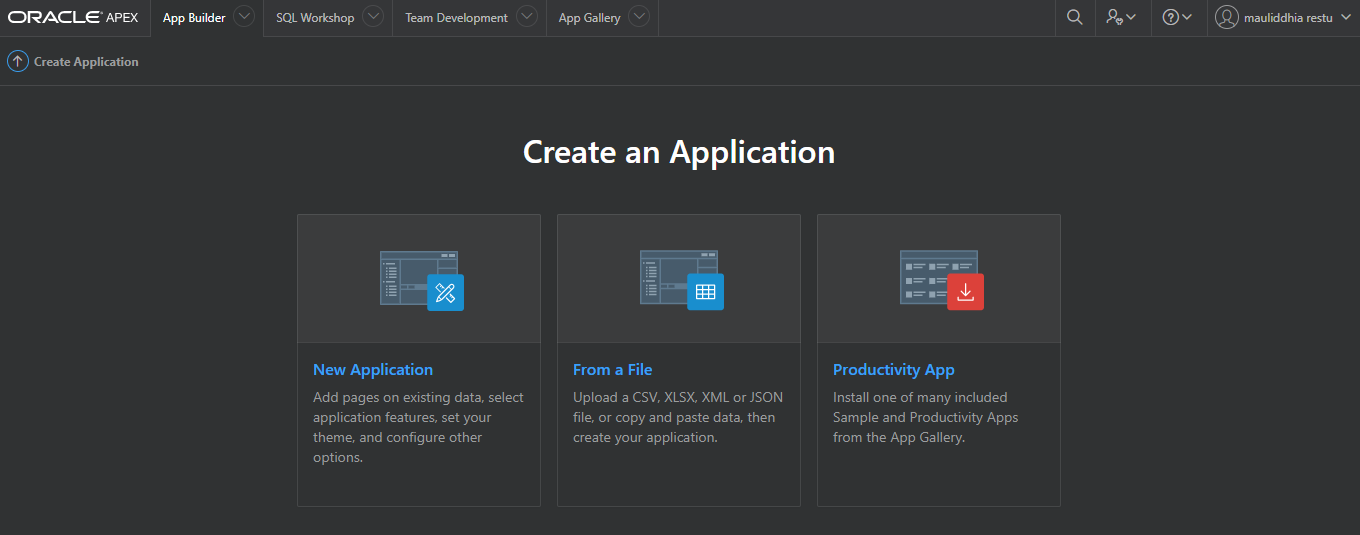 ORACLE APEX App Builder SQL Workshop Team Development App Gallery mauliddhia restu
Create Application
Create an Application
New Application
Add pages on existing data, select
application features, set your
theme, and configure other
options.
From a File
Upload a CSV, XLSX, XML or JSON
file, or copy and paste data, then
create your application.
Productivity App
Install one of many included
Sample and Productivity Apps
from the App Gallery.